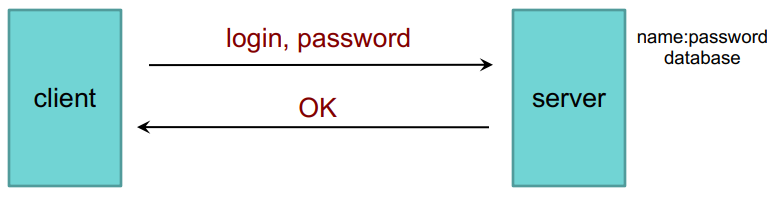 login, password
name:password
database
client
server
OK